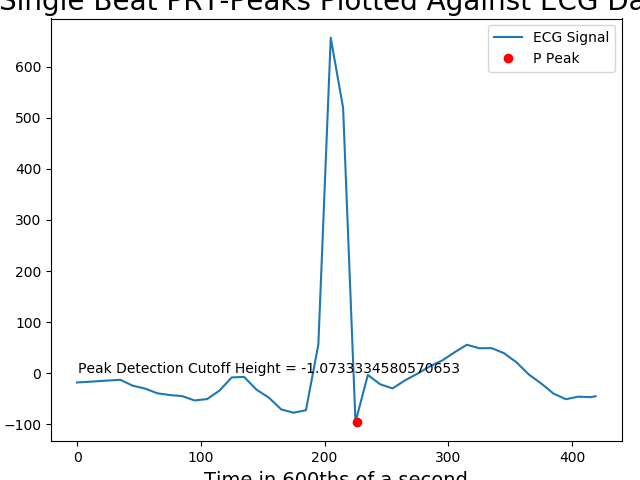 Single Beat PRT-Peaks Plotted Against ECG Da
ECG Signal
P Peak
600
500
400
300
200
100
0
−100
Peak Detection Cutoff Height = -1.0733334580570653
0 100 200 300 400
Time in 600ths of a second